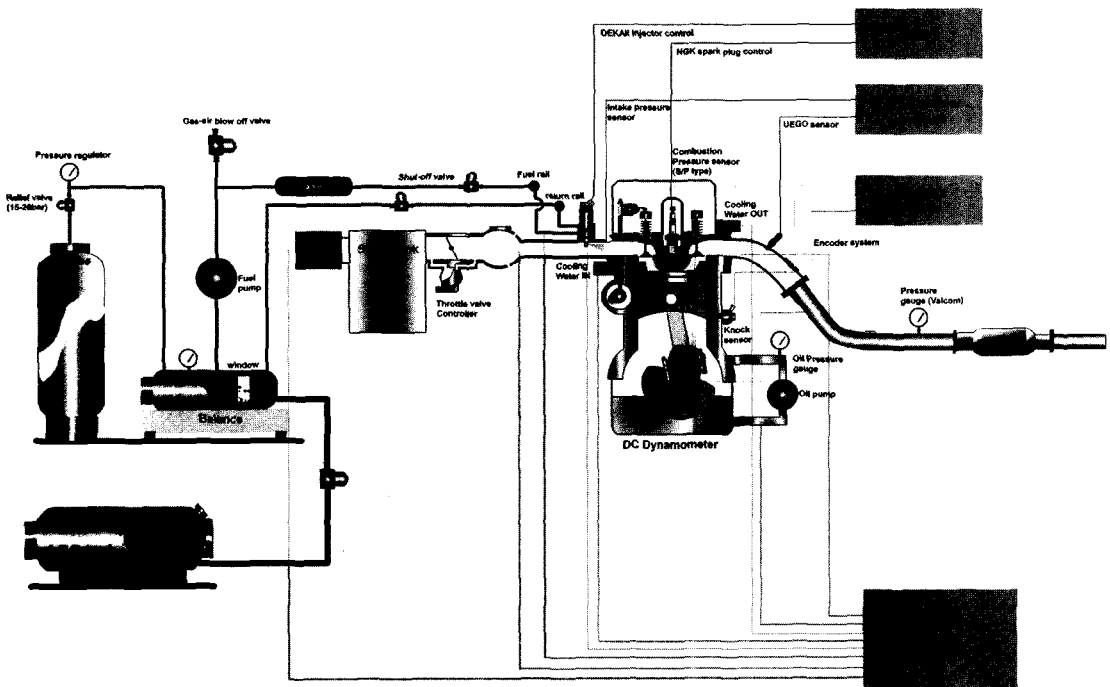 DEKAII Injector control
NGK spark plug control
Intake pressure
sensor
UEGO sensor
Gas-air blow off valve
Pressure regulator
Combustion
Pressure sensor
(S/P type)
Shut-off valve
Fuel rail
return rail
Relief valve
(15-20bar)
Cooling
Water OUT
Encoder system
Fuel
pump
Cooling
Water IN
Throttle valve
Controller
Pressure
gauge (Valcom)
Knock
sensor
window
Oil Pressure
gauge
Oil pump
Balance
DC Dynamometer